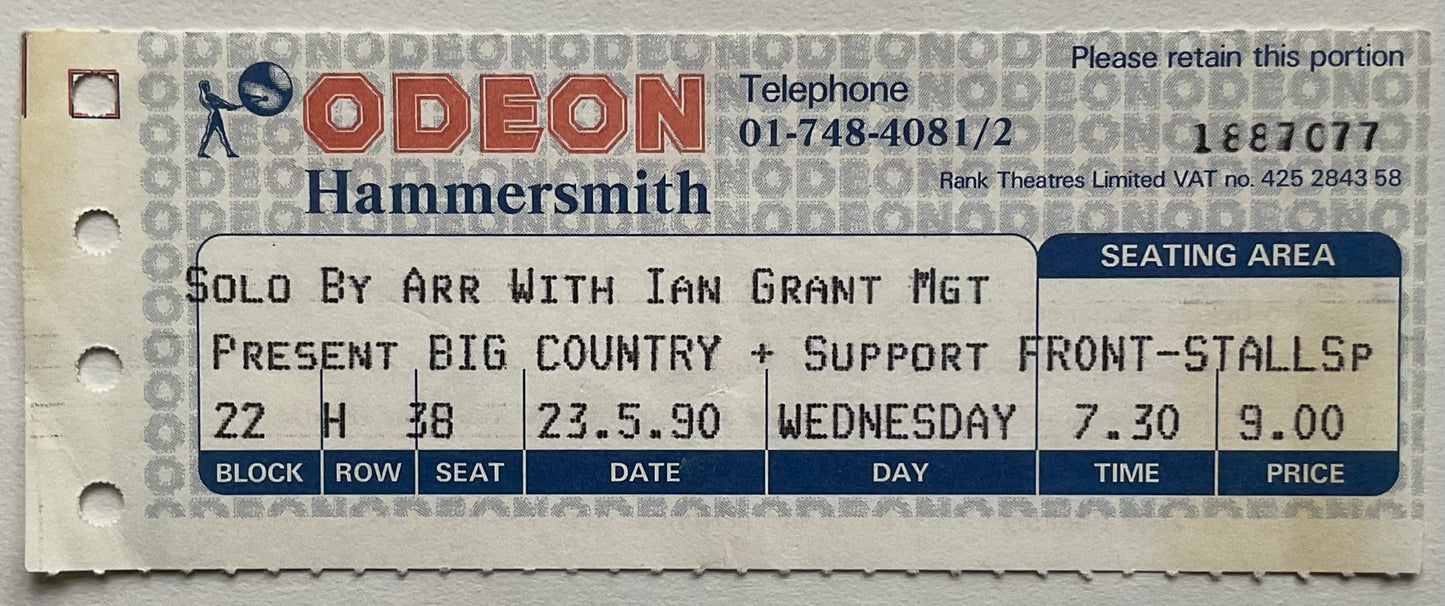 Please retain this portion
ODEON
Telephone
01-748-4081/2
1887077
Hammersmith
Rank Theatres Limited VAT no. 425 2843 58
SEATING AREA
SOLO BY ARR WITH IAN GRANT MGT
PRESENT BIG COUNTRY + SUPPORT FRONT-STALLSP
22 H 38 23.5.90 WEDNESDAY 7.30 9.00
BLOCK ROW SEAT DATE DAY TIME PRICE